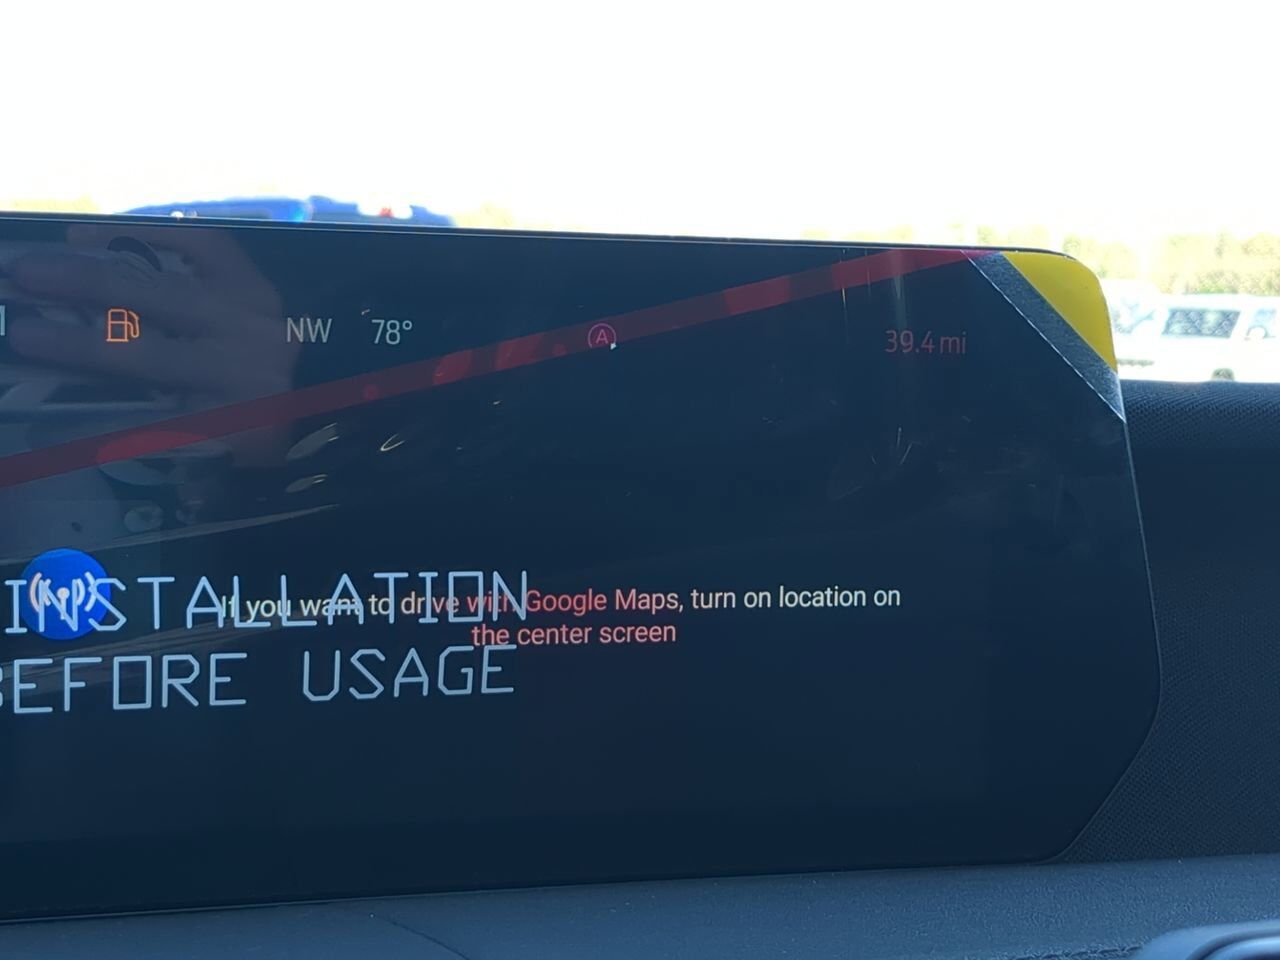 NW 78° A 39.4 mi
INSTALLATION
If you want to drive with Google Maps, turn on location on
the center screen
BEFORE USAGE